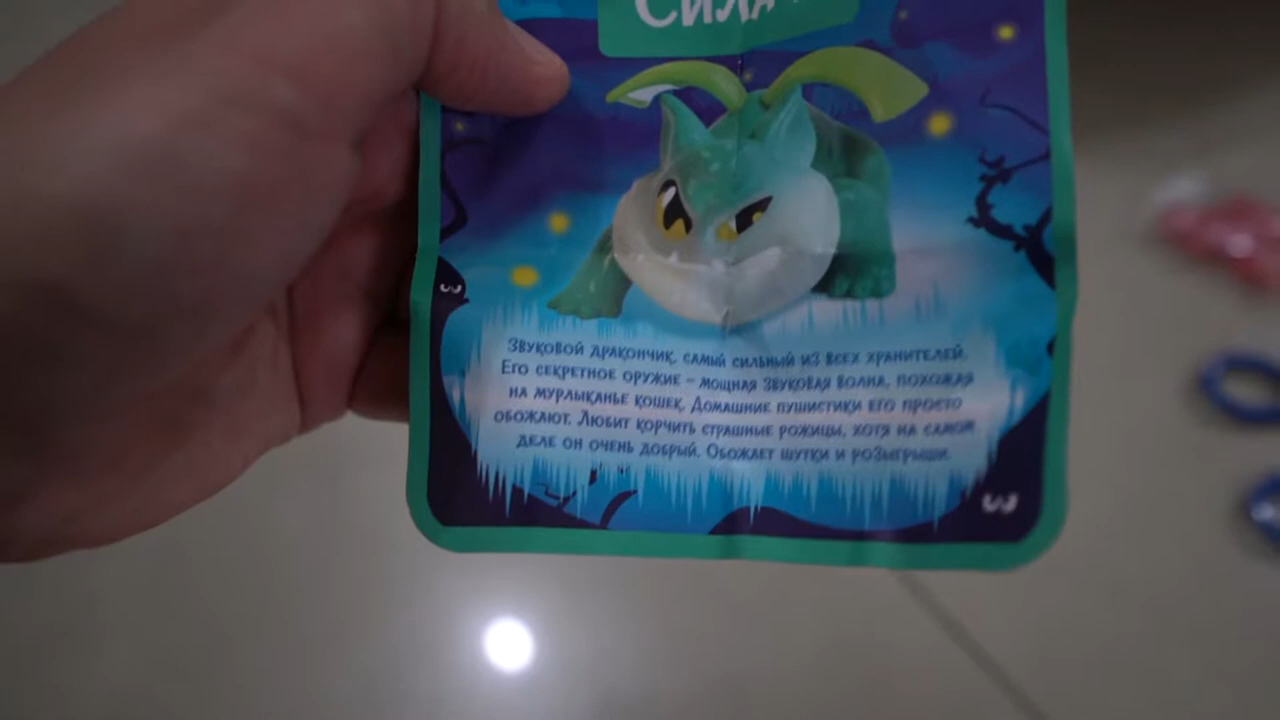 СИЛА
ЗВУКОВОЙ ДРАКОНЧИК, САМЫЙ СИЛЬНЫЙ ИЗ ВСЕХ ХРАНИТЕЛЕЙ.
ЕГО СЕКРЕТНОЕ ОРУЖИЕ – МОЩНАЯ ЗВУКОВАЯ ВОЛНА, ПОХОЖАЯ
НА МУРЛЫКАНЬЕ КОШЕК. ДОМАШНИЕ ПУШИСТИКИ ЕГО ПРОСТО
ОБОЖАЮТ. ЛЮБИТ КОРЧИТЬ СТРАШНЫЕ РОЖИЦЫ, ХОТЯ НА САМОМ
ДЕЛЕ ОН ОЧЕНЬ ДОБРЫЙ. ОБОЖАЕТ ШУТКИ И РОЗЫГРЫШИ.